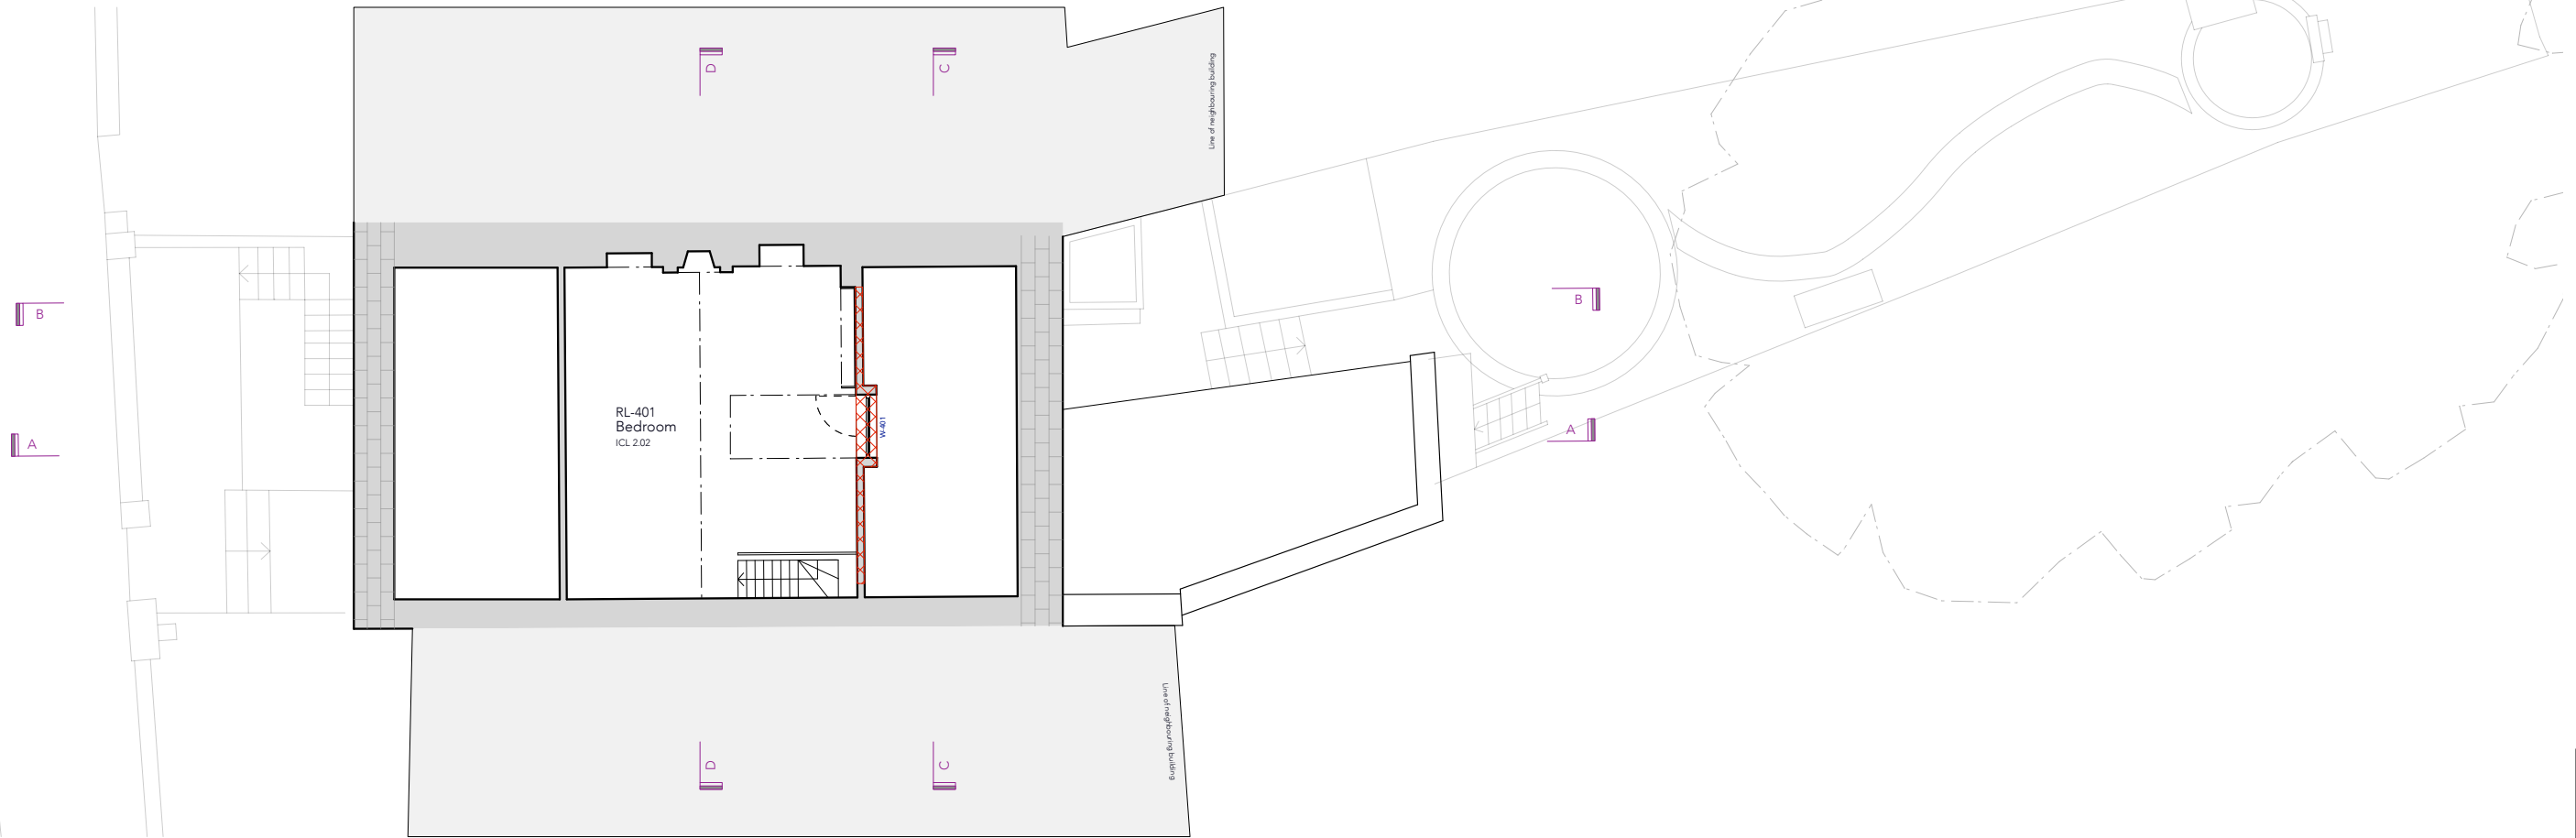 D
C
Line of neighbouring building
B
B
RL-401
Bedroom
ICL 2.02
W-401
A
A
Line of neighbouring building
D
C